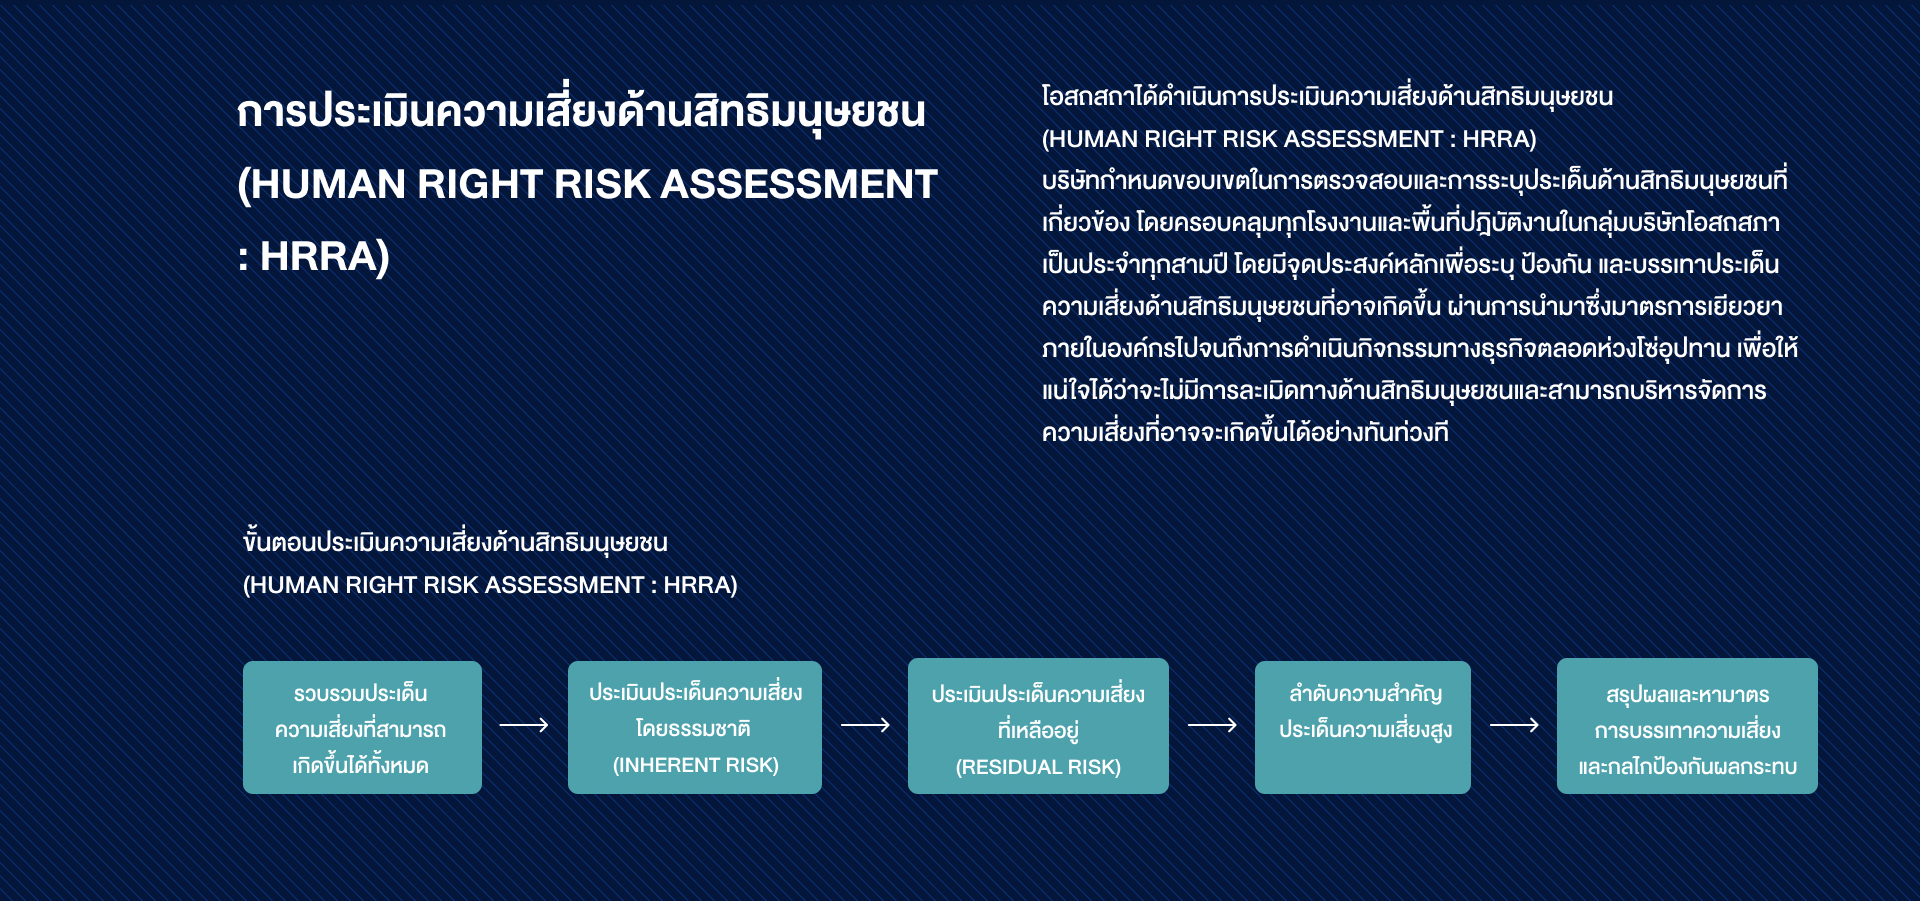 การประเมินความเสี่ยงด้านสิทธิมนุษยชน
(HUMAN RIGHT RISK ASSESSMENT
: HRRA)
โอสถสถาได้ดำเนินการประเมินความเสี่ยงด้านสิทธิมนุษยชน
(HUMAN RIGHT RISK ASSESSMENT : HRRA)
บริษัทกำหนดขอบเขตในการตรวจสอบและการระบุประเด็นด้านสิทธิมนุษยชนที่
เกี่ยวข้อง โดยครอบคลุมทุกโรงงานและพื้นที่ปฎิบัติงานในกลุ่มบริษัทโอสถสภา
เป็นประจำทุกสามปี โดยมีจุดประสงค์หลักเพื่อระบุ ป้องกัน และบรรเทาประเด็น
ความเสี่ยงด้านสิทธิมนุษยชนที่อาจเกิดขึ้น ผ่านการนำมาซึ่งมาตรการเยียวยา
ภายในองค์กรไปจนถึงการดำเนินกิจกรรมทางธุรกิจตลอดห่วงโซ่อุปทาน เพื่อให้
แน่ใจได้ว่าจะไม่มีการละเมิดทางด้านสิทธิมนุษยชนและสามารถบริหารจัดการ
ความเสี่ยงที่อาจจะเกิดขึ้นได้อย่างทันท่วงที
ขั้นตอนประเมินความเสี่ยงด้านสิทธิมนุษยชน
(HUMAN RIGHT RISK ASSESSMENT : HRRA)
รวบรวมประเด็น
ความเสี่ยงที่สามารถ
เกิดขึ้นได้ทั้งหมด
ประเมินประเด็นความเสี่ยง
โดยธรรมชาติ
(INHERENT RISK)
ประเมินประเด็นความเสี่ยง
ที่เหลืออยู่
(RESIDUAL RISK)
ลำดับความสำคัญ
ประเด็นความเสี่ยงสูง
สรุปผลและหามาตร
การบรรเทาความเสี่ยง
และกลไกป้องกันผลกระทบ